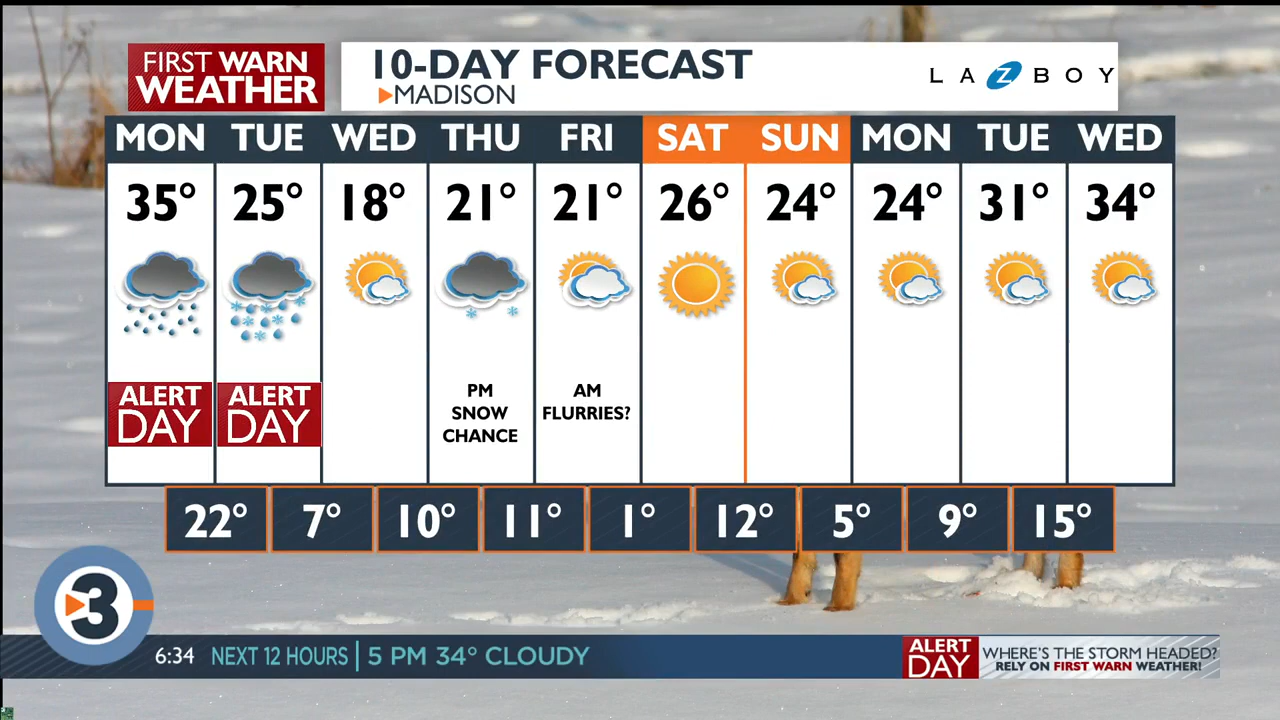 FIRST WARN
WEATHER
10-DAY FORECAST
MADISON
LA Z BOY
MON TUE WED THU FRI SAT SUN MON TUE WED
35° 25° 18° 21° 21° 26° 24° 24° 31° 34°
ALERT
DAY
ALERT
DAY
PM
SNOW
CHANCE
AM
FLURRIES?
22° 7° 10° 11° 1° 12° 5° 9° 15°
3
6:34 NEXT 12 HOURS | 5 PM 34° CLOUDY
ALERT
DAY
WHERE'S THE STORM HEADED?
RELY ON FIRST WARN WEATHER!